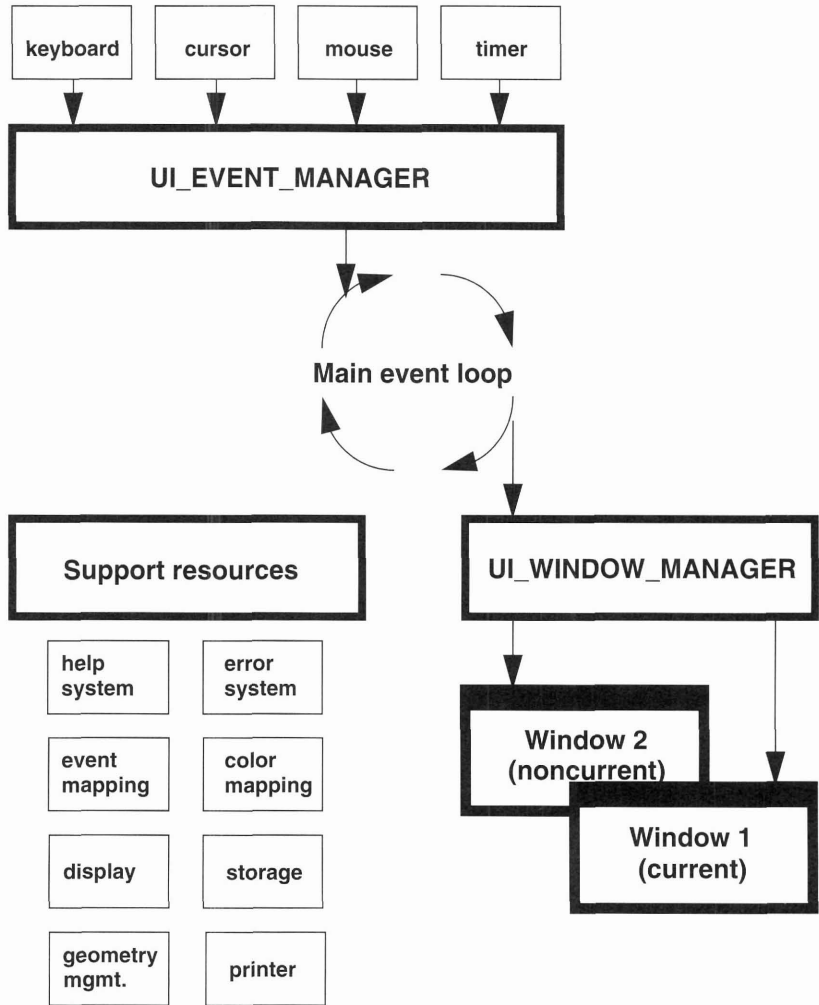 keyboard
cursor
mouse
timer
UI_EVENT_MANAGER
Main event loop
Support resources
UI_WINDOW_MANAGER
help
system
error
system
event
mapping
color
mapping
display
storage
geometry
mgmt.
printer
Window 2
(noncurrent)
Window 1
(current)